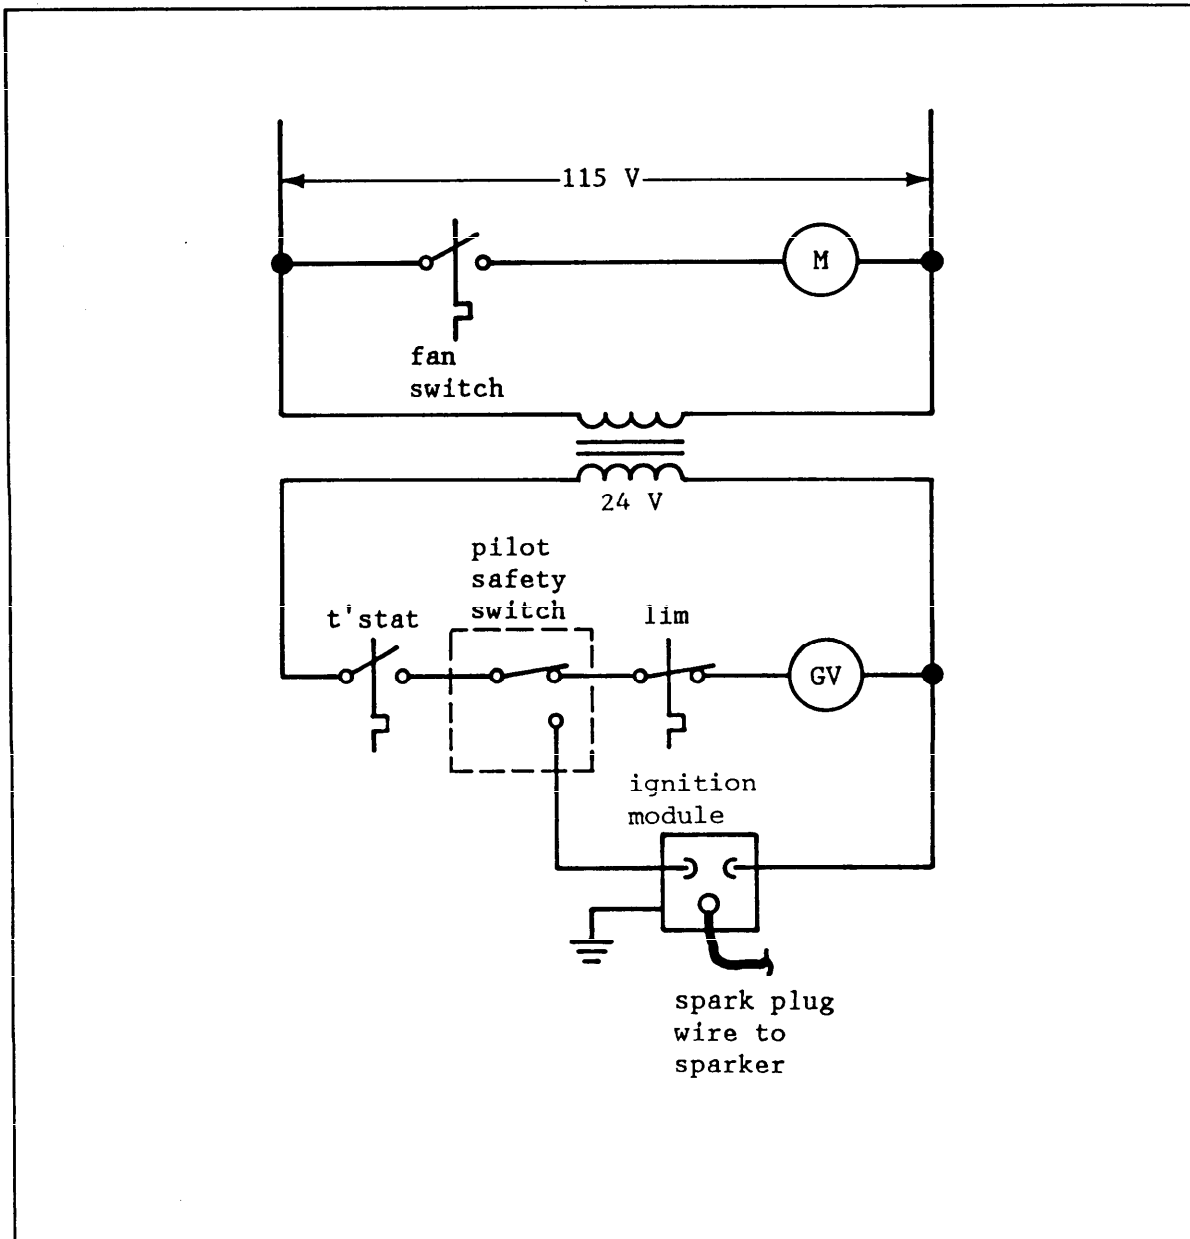 115 V
M
fan
switch
24 V
pilot
safety
switch
t'stat
lim
GV
ignition
module
spark plug
wire to
sparker